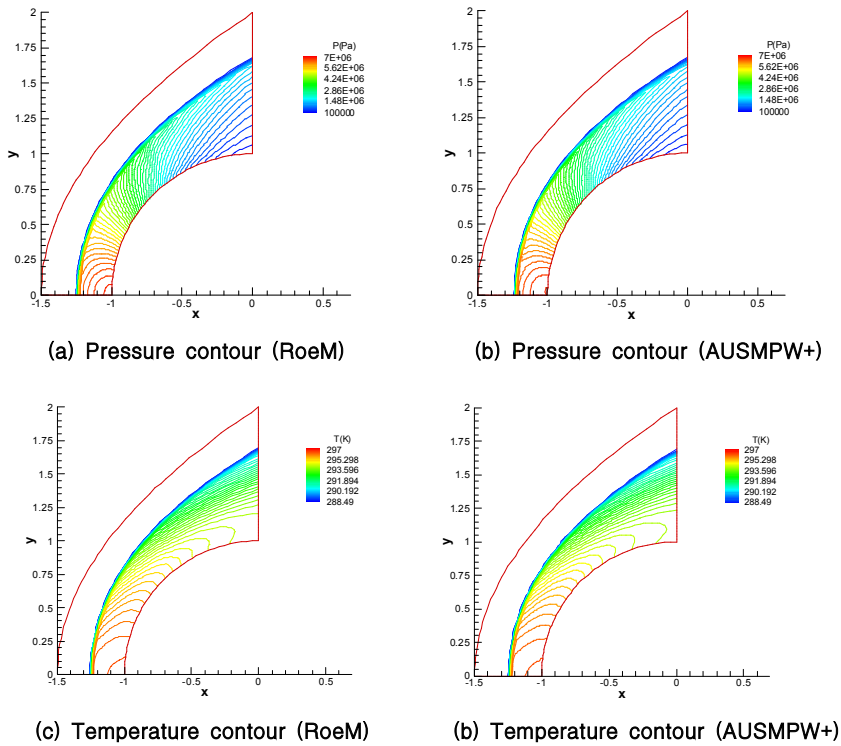 2
1.75
1.5
1.25
1
0.75
0.5
0.25
0
y
-1.5
-1
-0.5
0
0.5
x
P(Pa)
7E+06
5.62E+06
4.24E+06
2.86E+06
1.48E+06
100000
(a) Pressure contour (RoeM)
2
1.75
1.5
1.25
1
0.75
0.5
0.25
0
y
-1.5
-1
-0.5
0
0.5
x
P(Pa)
7E+06
5.62E+06
4.24E+06
2.86E+06
1.48E+06
100000
(b) Pressure contour (AUSMPW+)
2
1.75
1.5
1.25
1
0.75
0.5
0.25
0
y
-1.5
-1
-0.5
0
x
T(K)
297
295.298
293.596
291.894
290.192
288.49
(c) Temperature contour (RoeM)
2
1.75
1.5
1.25
1
0.75
0.5
0.25
0
y
-1.5
-1
-0.5
0
0.5
x
T(K)
297
295.298
293.596
291.894
290.192
288.49
(b) Temperature contour (AUSMPW+)